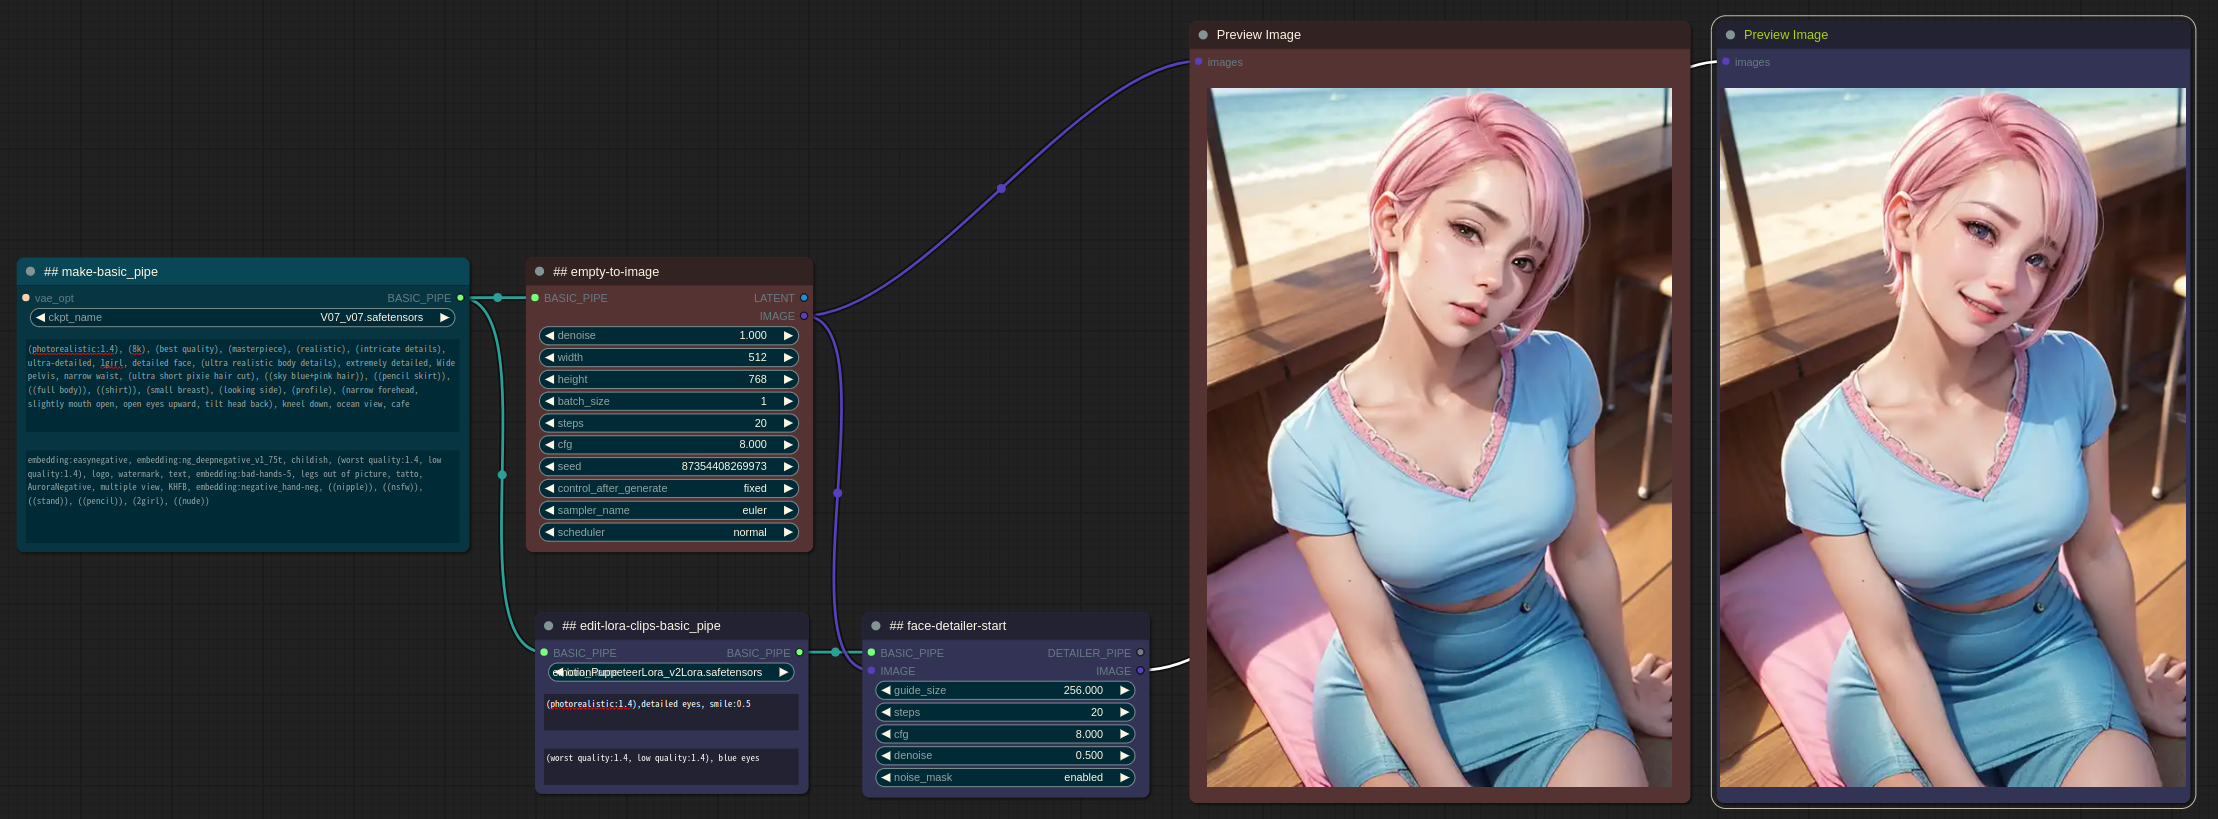 ## make-basic_pipe
vae_opt BASIC_PIPE
ckpt_name V07_v07.safetensors
(photorealistic:1.4), (8k), (best quality), (masterpiece), (realistic), (intricate details),
ultra-detailed, 1girl, detailed face, (ultra realistic body details), extremely detailed, Wide
pelvis, narrow waist, (ultra short pixie hair cut), ((sky blue+pink hair)), ((pencil skirt)),
((full body)), ((shirt)), (small breast), (looking side), (profile), (narrow forehead,
slightly mouth open, open eyes upward, tilt head back), kneel down, ocean view, cafe
embedding:easynegative, embedding:ng_deepnegative_v1_75t, childish, (worst quality:1.4, low
quality:1.4), logo, watermark, text, embedding:bad-hands-5, legs out of picture, tatto,
AuroraNegative, multiple view, KHFB, embedding:negative_hand-neg, ((nipple)), ((nsfw)),
((stand)), ((pencil)), (2girl), ((nude))
## empty-to-image
BASIC_PIPE LATENT
IMAGE
denoise 1.000
width 512
height 768
batch_size 1
steps 20
cfg 8.000
seed 87354408269973
control_after_generate fixed
sampler_name euler
scheduler normal
## edit-lora-clips-basic_pipe
BASIC_PIPE BASIC_PIPE
emotionPuppeteerLora_v2Lora.safetensors
(photorealistic:1.4),detailed eyes, smile:0.5
(worst quality:1.4, low quality:1.4), blue eyes
## face-detailer-start
BASIC_PIPE DETAILER_PIPE
IMAGE IMAGE
guide_size 256.000
steps 20
cfg 8.000
denoise 0.500
noise_mask enabled
Preview Image
images
Preview Image
images